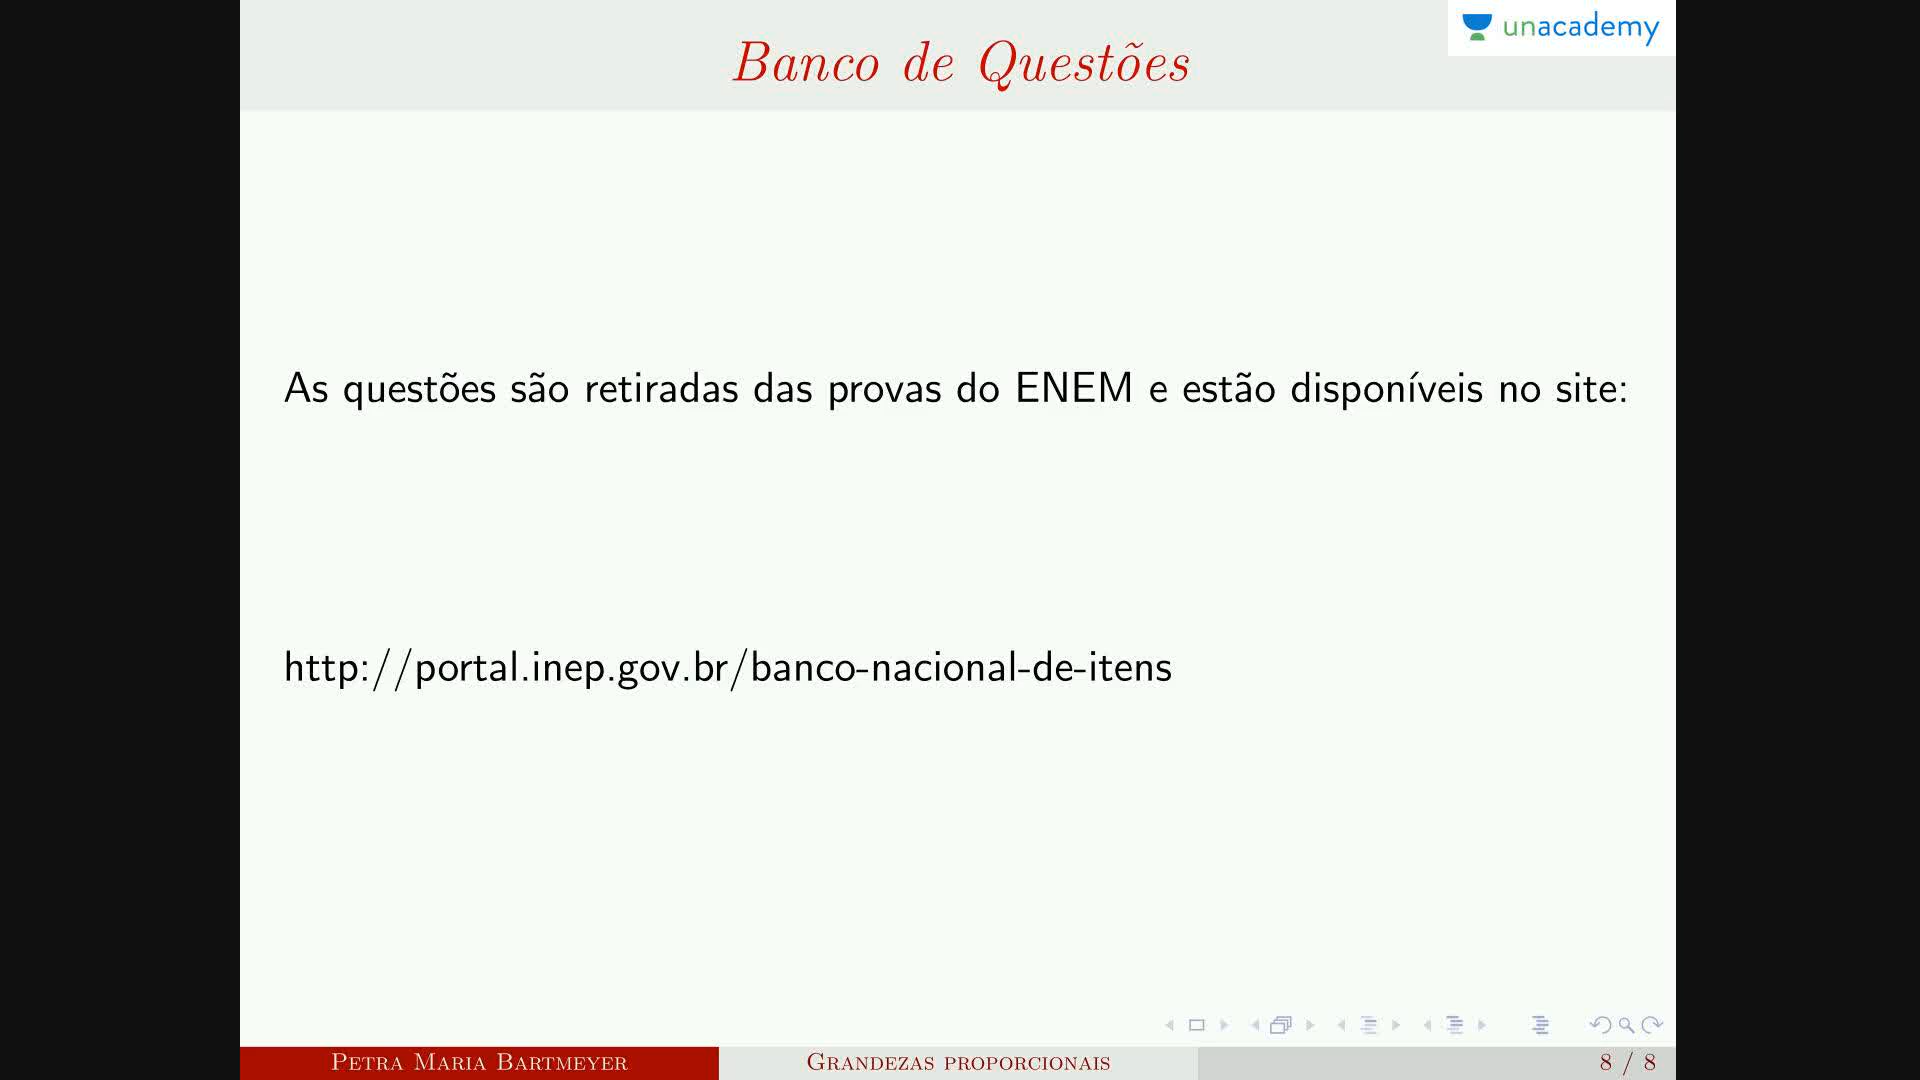 Banco de Questões
unacademy
As questões são retiradas das provas do ENEM e estão disponíveis no site:
http://portal.inep.gov.br/banco-nacional-de-itens
Petra Maria Bartmeyer
Grandezas proporcionais
8 / 8